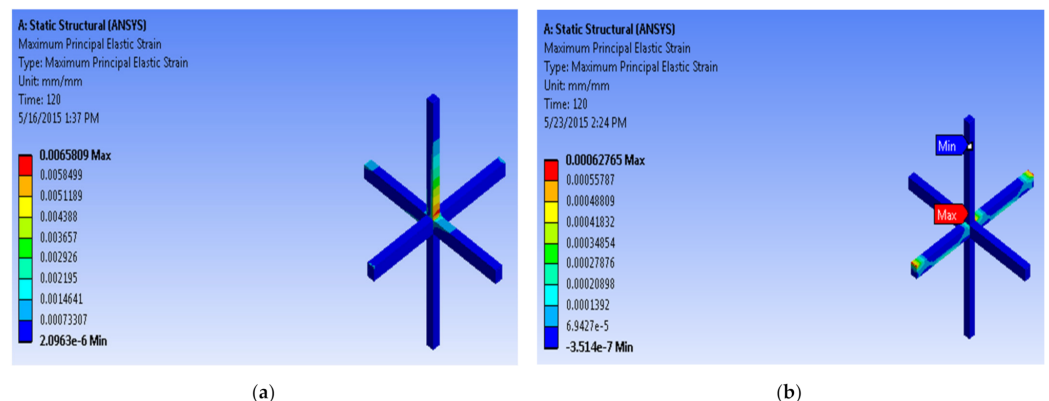 A: Static Structural (ANSYS)
Maximum Principal Elastic Strain
Type: Maximum Principal Elastic Strain
Unit: mm/mm
Time: 120
5/16/2015 1:37 PM
0.0065809 Max
0.0058499
0.0051189
0.004388
0.003657
0.002926
0.002195
0.0014641
0.00073307
2.0963e-6 Min
(a)
A: Static Structural (ANSYS)
Maximum Principal Elastic Strain
Type: Maximum Principal Elastic Strain
Unit: mm/mm
Time: 120
5/23/2015 2:24 PM
0.00062765 Max
0.00055787
0.00048809
0.00041832
0.00034854
0.00027876
0.00020898
0.0001392
6.9427e-5
-3.514e-7 Min
Min
Max
(b)